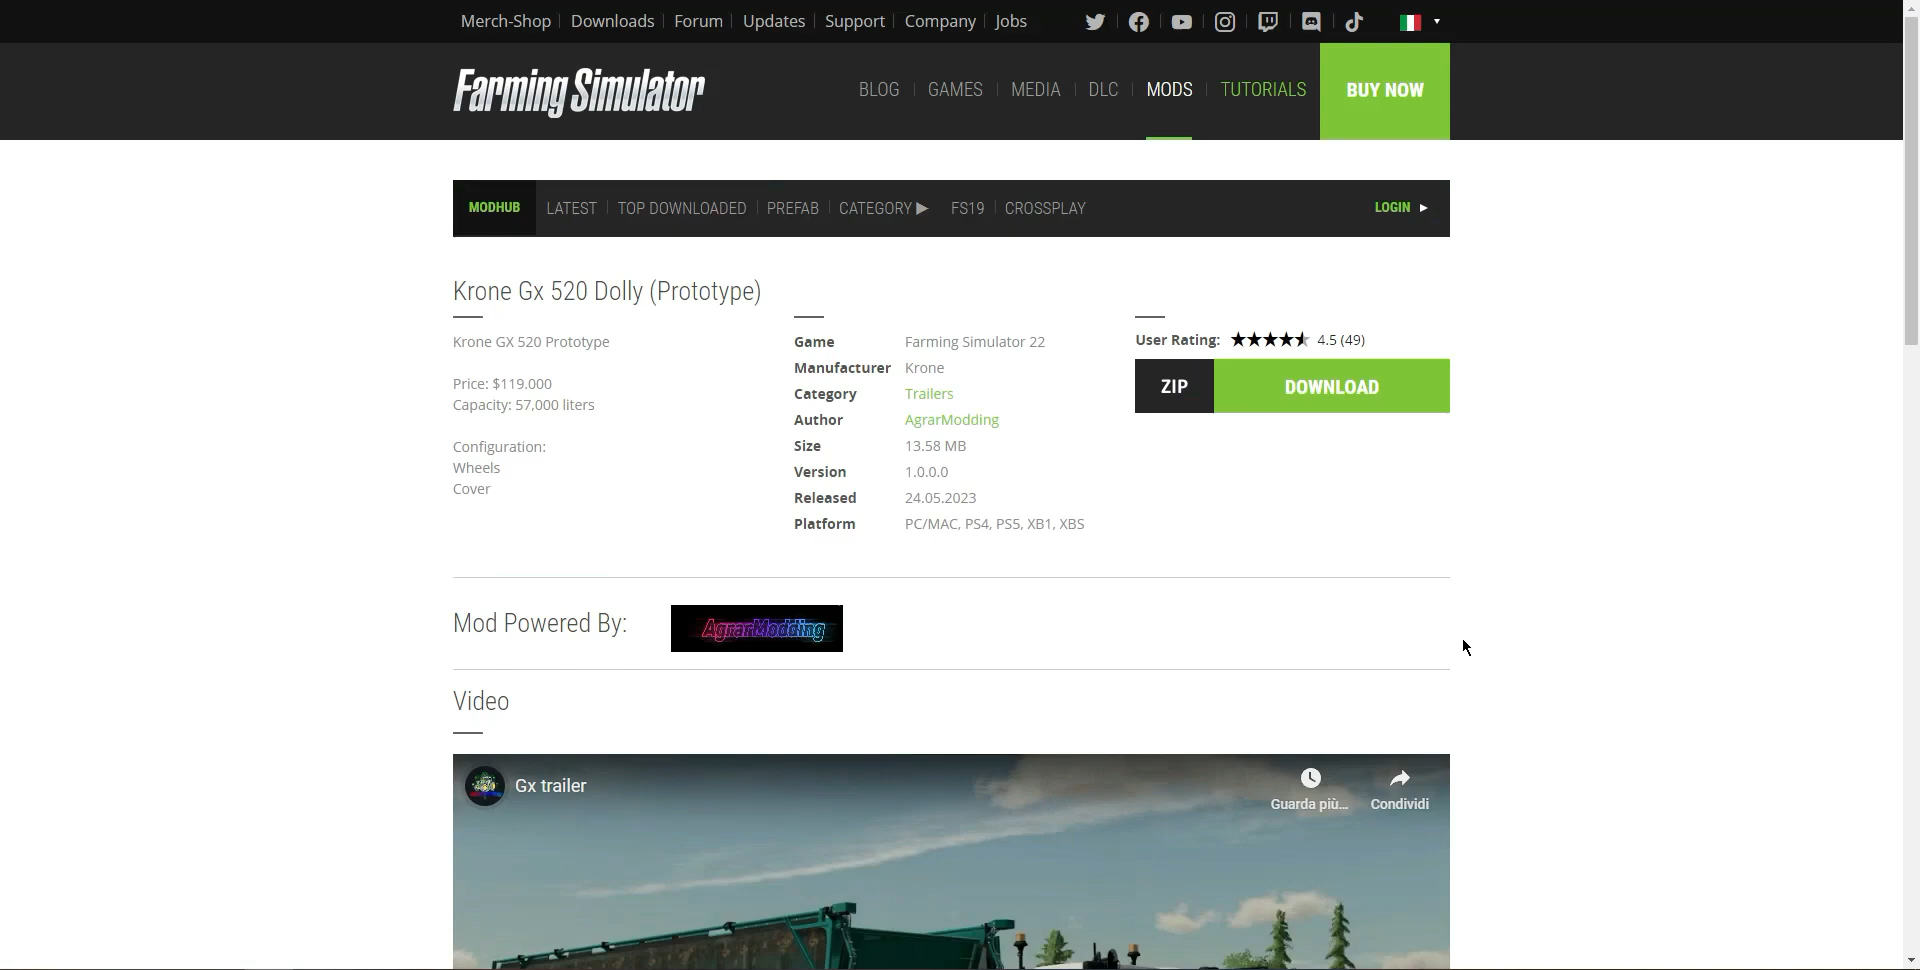 Merch-Shop Downloads Forum Updates Support Company Jobs
Farming Simulator
BLOG GAMES MEDIA DLC MODS TUTORIALS BUY NOW
MODHUB LATEST TOP DOWNLOADED PREFAB CATEGORY FS19 CROSSPLAY LOGIN
Krone Gx 520 Dolly (Prototype)
Krone GX 520 Prototype
Price: $119.000
Capacity: 57,000 liters
Configuration:
Wheels
Cover
Game Farming Simulator 22
Manufacturer Krone
Category Trailers
Author AgrarModding
Size 13.58 MB
Version 1.0.0.0
Released 24.05.2023
Platform PC/MAC, PS4, PS5, XB1, XBS
User Rating: 4.5 (49)
ZIP DOWNLOAD
Mod Powered By: AgrarModding
Video
Gx trailer
Guarda più... Condividi